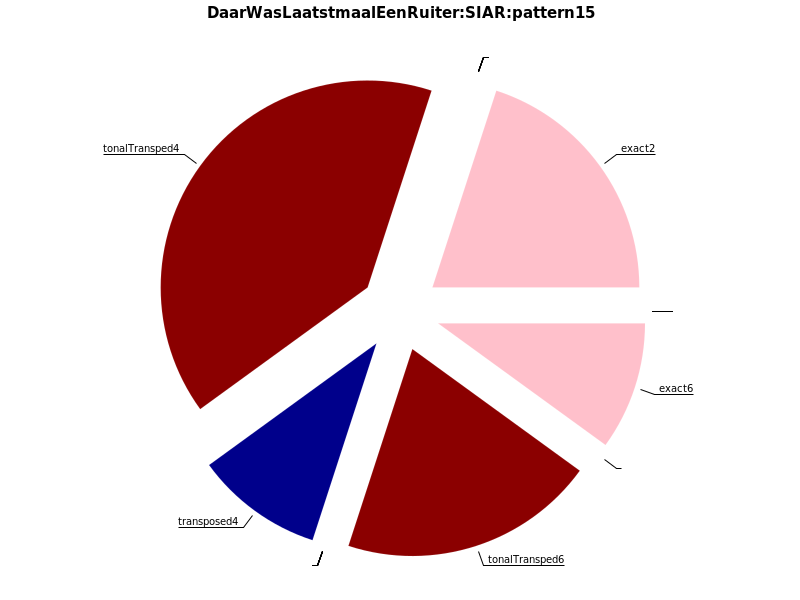 DaarWasLaatstmaalEenRuiter:SIAR:pattern15
tonalTransped4
exact2
exact6
transposed4
tonalTransped6